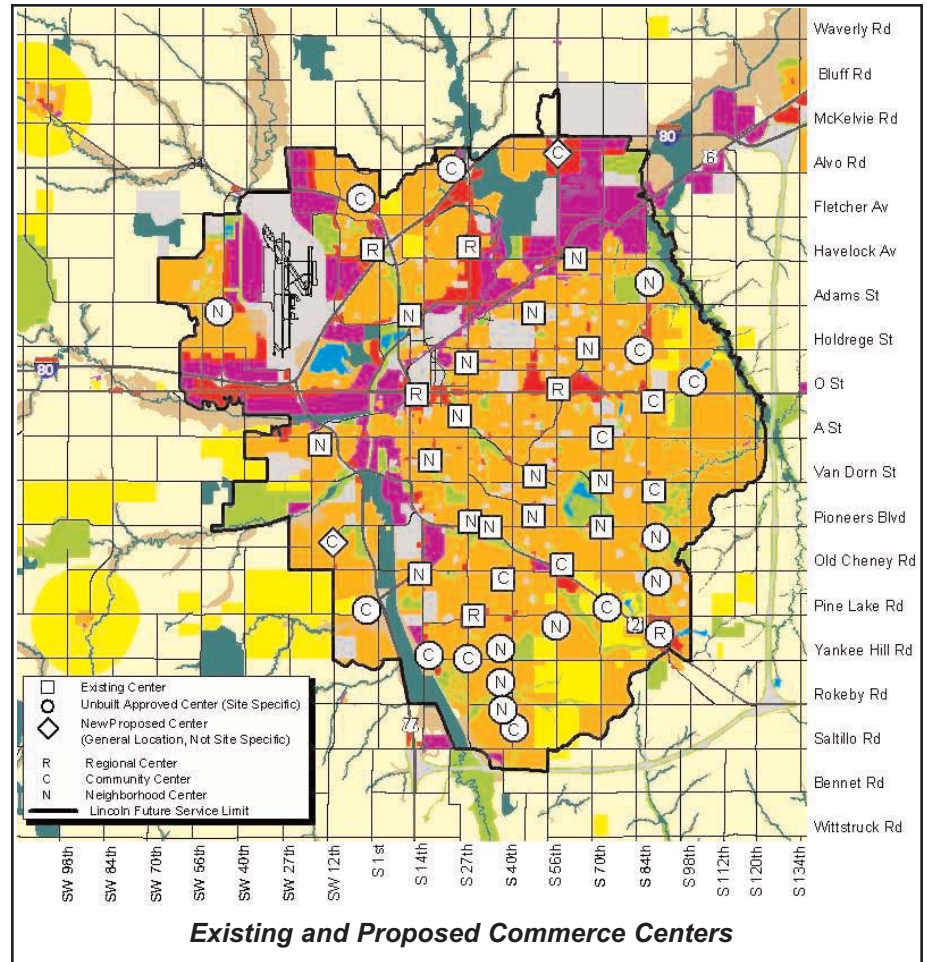 Waverly Rd
Bluff Rd
McKelvie Rd
Alvo Rd
Fletcher Av
Havelock Av
Adams St
Holdrege St
O St
A St
Van Dorn St
Pioneers Blvd
Old Cheney Rd
Pine Lake Rd
Yankee Hill Rd
Rokeby Rd
Saltillo Rd
Bennet Rd
Wittstruck Rd
80
6
34
C
C
C
R
R
N
N
N
N
N
N
C
80
N
C
R
R
C
N
C
N
N
N
N
C
N
N
N
N
N
C
C
N
C
N
C
R
N
C
2
R
C
C
N
N
N
C
77
Existing Center
Unbuilt Approved Center (Site Specific)
New Proposed Center
(General Location, Not Site Specific)
R Regional Center
C Community Center
N Neighborhood Center
Lincoln Future Service Limit
SW 98th
SW 84th
SW 70th
SW 56th
SW 40th
SW 27th
SW 12th
S 1st
S 14th
S 27th
S 40th
S 56th
S 70th
S 84th
S 98th
S 112th
S 120th
S 134th
Existing and Proposed Commerce Centers